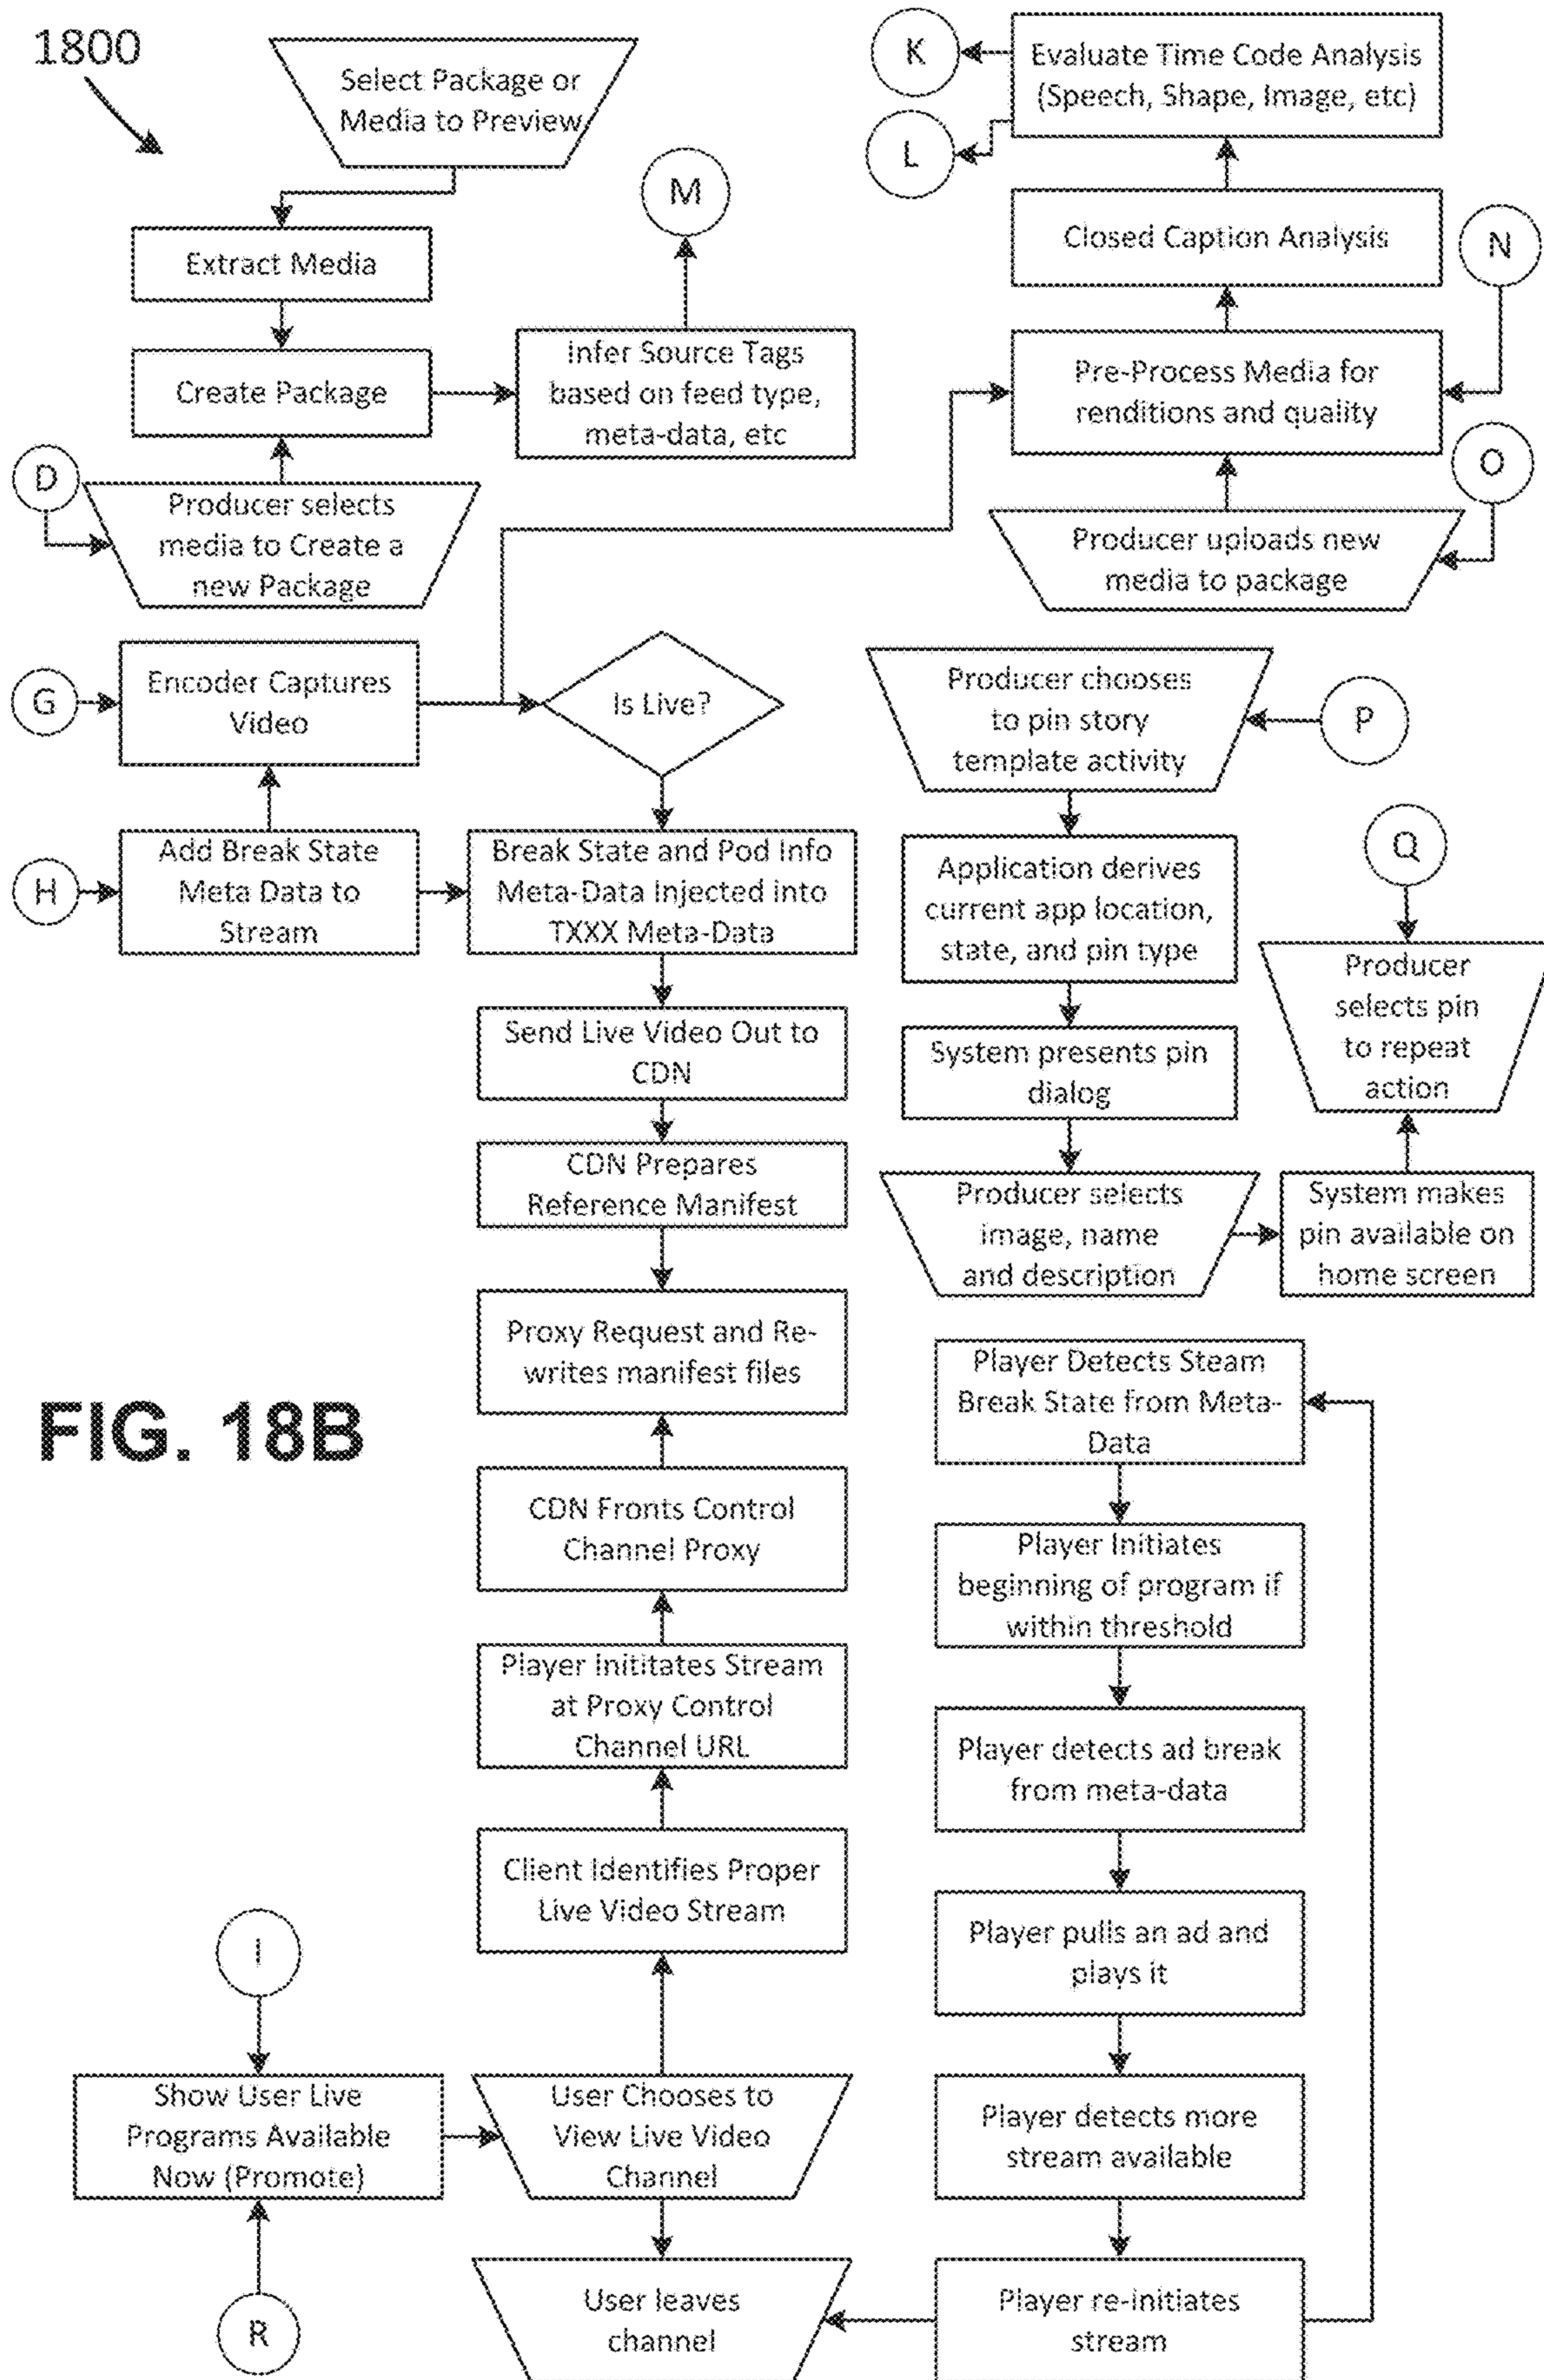 1800
Select Package or
Media to Preview
Extract Media
Create Package
M
Infer Source Tags
based on feed type,
meta-data, etc
D
Producer selects
media to Create a
new Package
K
Evaluate Time Code Analysis
(Speech, Shape, Image, etc)
L
Closed Caption Analysis
N
Pre-Process Media for
renditions and quality
O
Producer uploads new
media to package
G
Encoder Captures
Video
Is Live?
H
Add Break State
Meta Data to
Stream
Break State and Pod Info
Meta-Data Injected into
TXXX Meta-Data
Send Live Video Out to
CDN
CDN Prepares
Reference Manifest
Proxy Request and Re-
writes manifest files
CDN Fronts Control
Channel Proxy
Player Inititates Stream
at Proxy Control
Channel URL
Client Identifies Proper
Live Video Stream
Producer chooses
to pin story
template activity
P
Application derives
current app location,
state, and pin type
System presents pin
dialog
Producer selects
image, name
and description
Q
Producer
selects pin
to repeat
action
System makes
pin available on
home screen
FIG. 18B
Player Detects Steam
Break State from Meta-
Data
Player Initiates
beginning of program if
within threshold
Player detects ad break
from meta-data
Player pulls an ad and
plays it
Player detects more
stream available
Player re-initiates
stream
I
Show User Live
Programs Available
Now (Promote)
R
User Chooses to
View Live Video
Channel
User leaves
channel